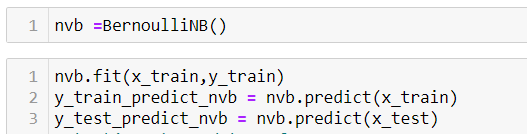 1 nvb =BernoulliNB()
1 nvb.fit(x_train,y_train)
2 y_train_predict_nvb = nvb.predict(x_train)
3 y_test_predict_nvb = nvb.predict(x_test)